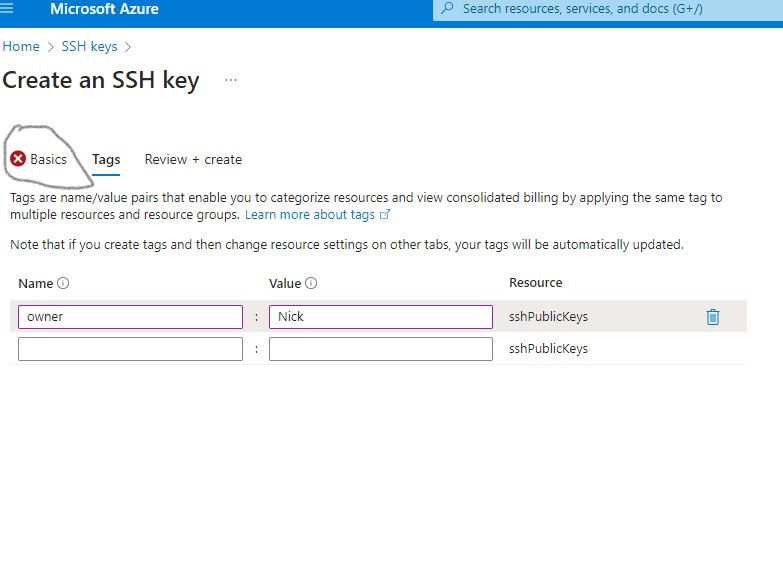 Microsoft Azure
Search resources, services, and docs (G+/)
Home > SSH keys >
Create an SSH key ...
Basics Tags Review + create
Tags are name/value pairs that enable you to categorize resources and view consolidated billing by applying the same tag to
multiple resources and resource groups. Learn more about tags
Note that if you create tags and then change resource settings on other tabs, your tags will be automatically updated.
Name Value Resource
owner : Nick sshPublicKeys
: sshPublicKeys